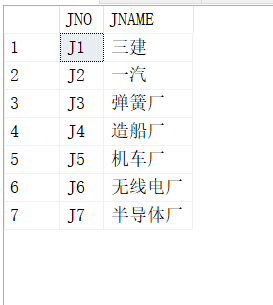 JNO JNAME
1 J1 三建
2 J2 一汽
3 J3 弹簧厂
4 J4 造船厂
5 J5 机车厂
6 J6 无线电厂
7 J7 半导体厂